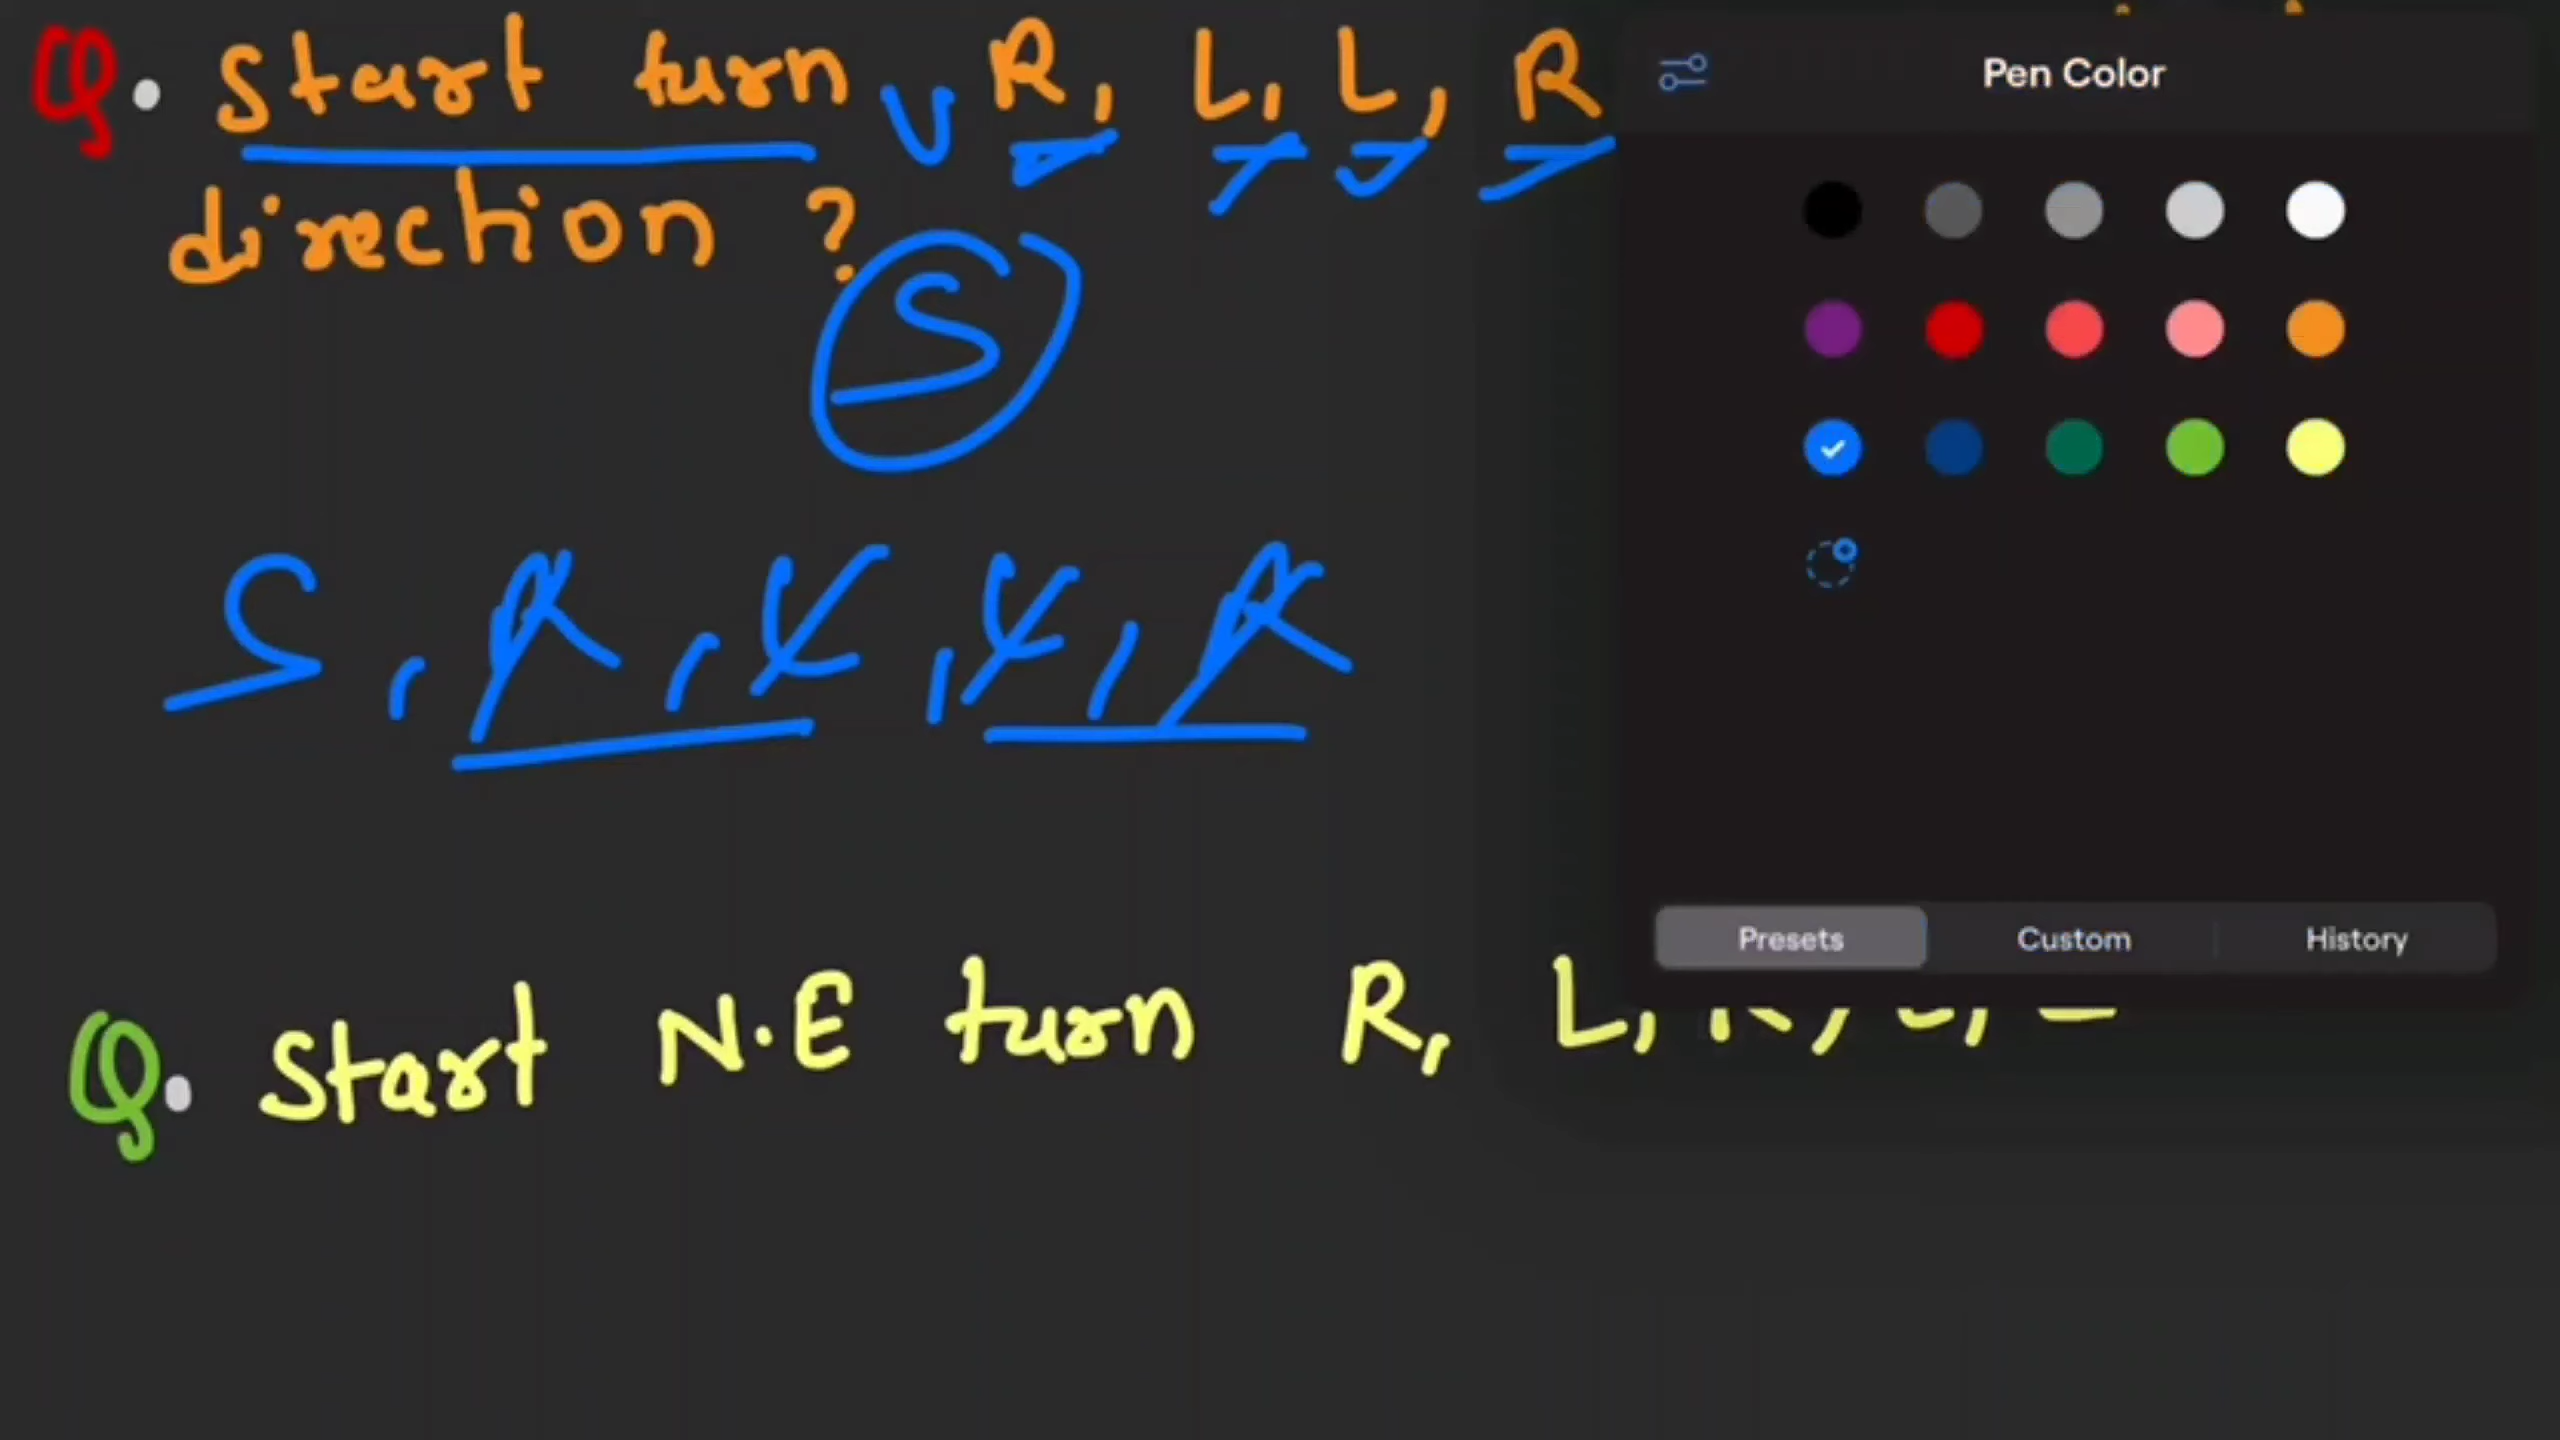 Q. Start turn R, L, L, R
direction ?
S
S, R, L, L, R
Pen Color
Presets Custom History
Q. Start N.E turn R, L,